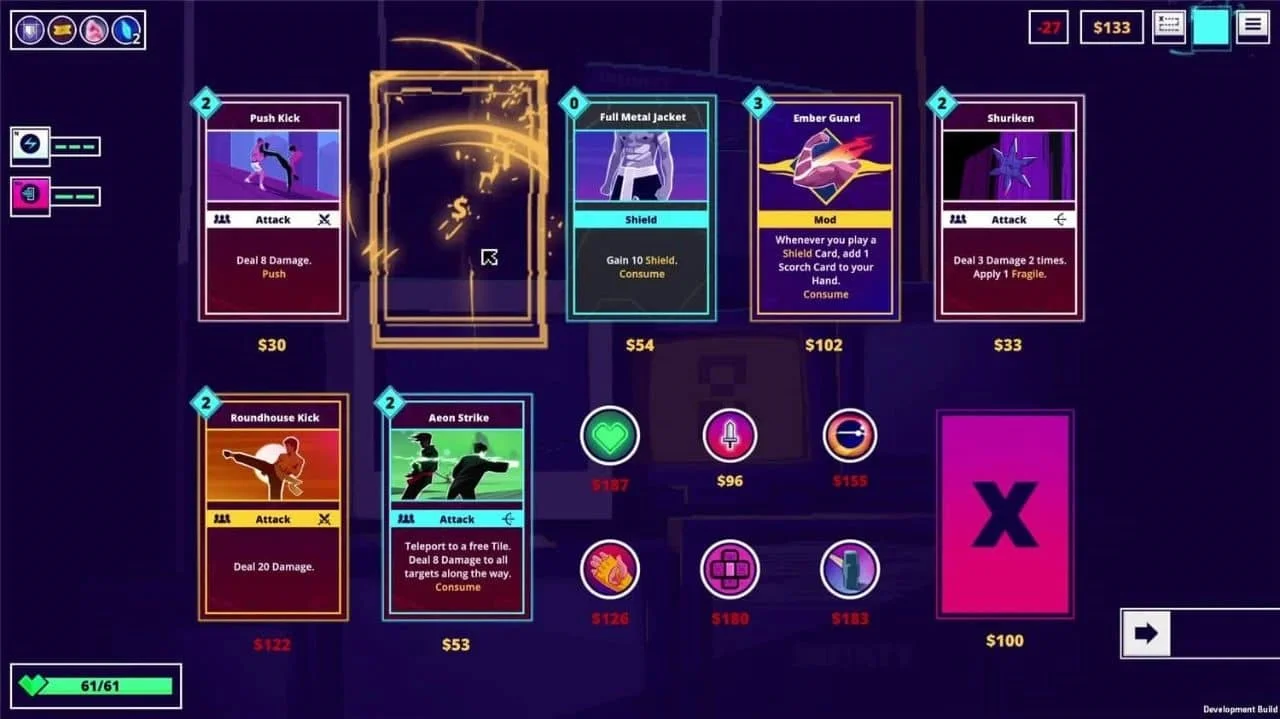 2
-27
$133
2
Push Kick
Attack
Deal 8 Damage.
Push
$30
$
0
Full Metal Jacket
Shield
Gain 10 Shield.
Consume
$54
3
Ember Guard
Mod
Whenever you play a
Shield Card, add 1
Scorch Card to your
Hand.
Consume
$102
2
Shuriken
Attack
Deal 3 Damage 2 times.
Apply 1 Fragile.
$33
2
Roundhouse Kick
Attack
Deal 20 Damage.
$122
2
Aeon Strike
Attack
Teleport to a free Tile.
Deal 8 Damage to all
targets along the way.
Consume
$53
$96
$155
$126
$180
$183
X
$100
61/61
Development Build